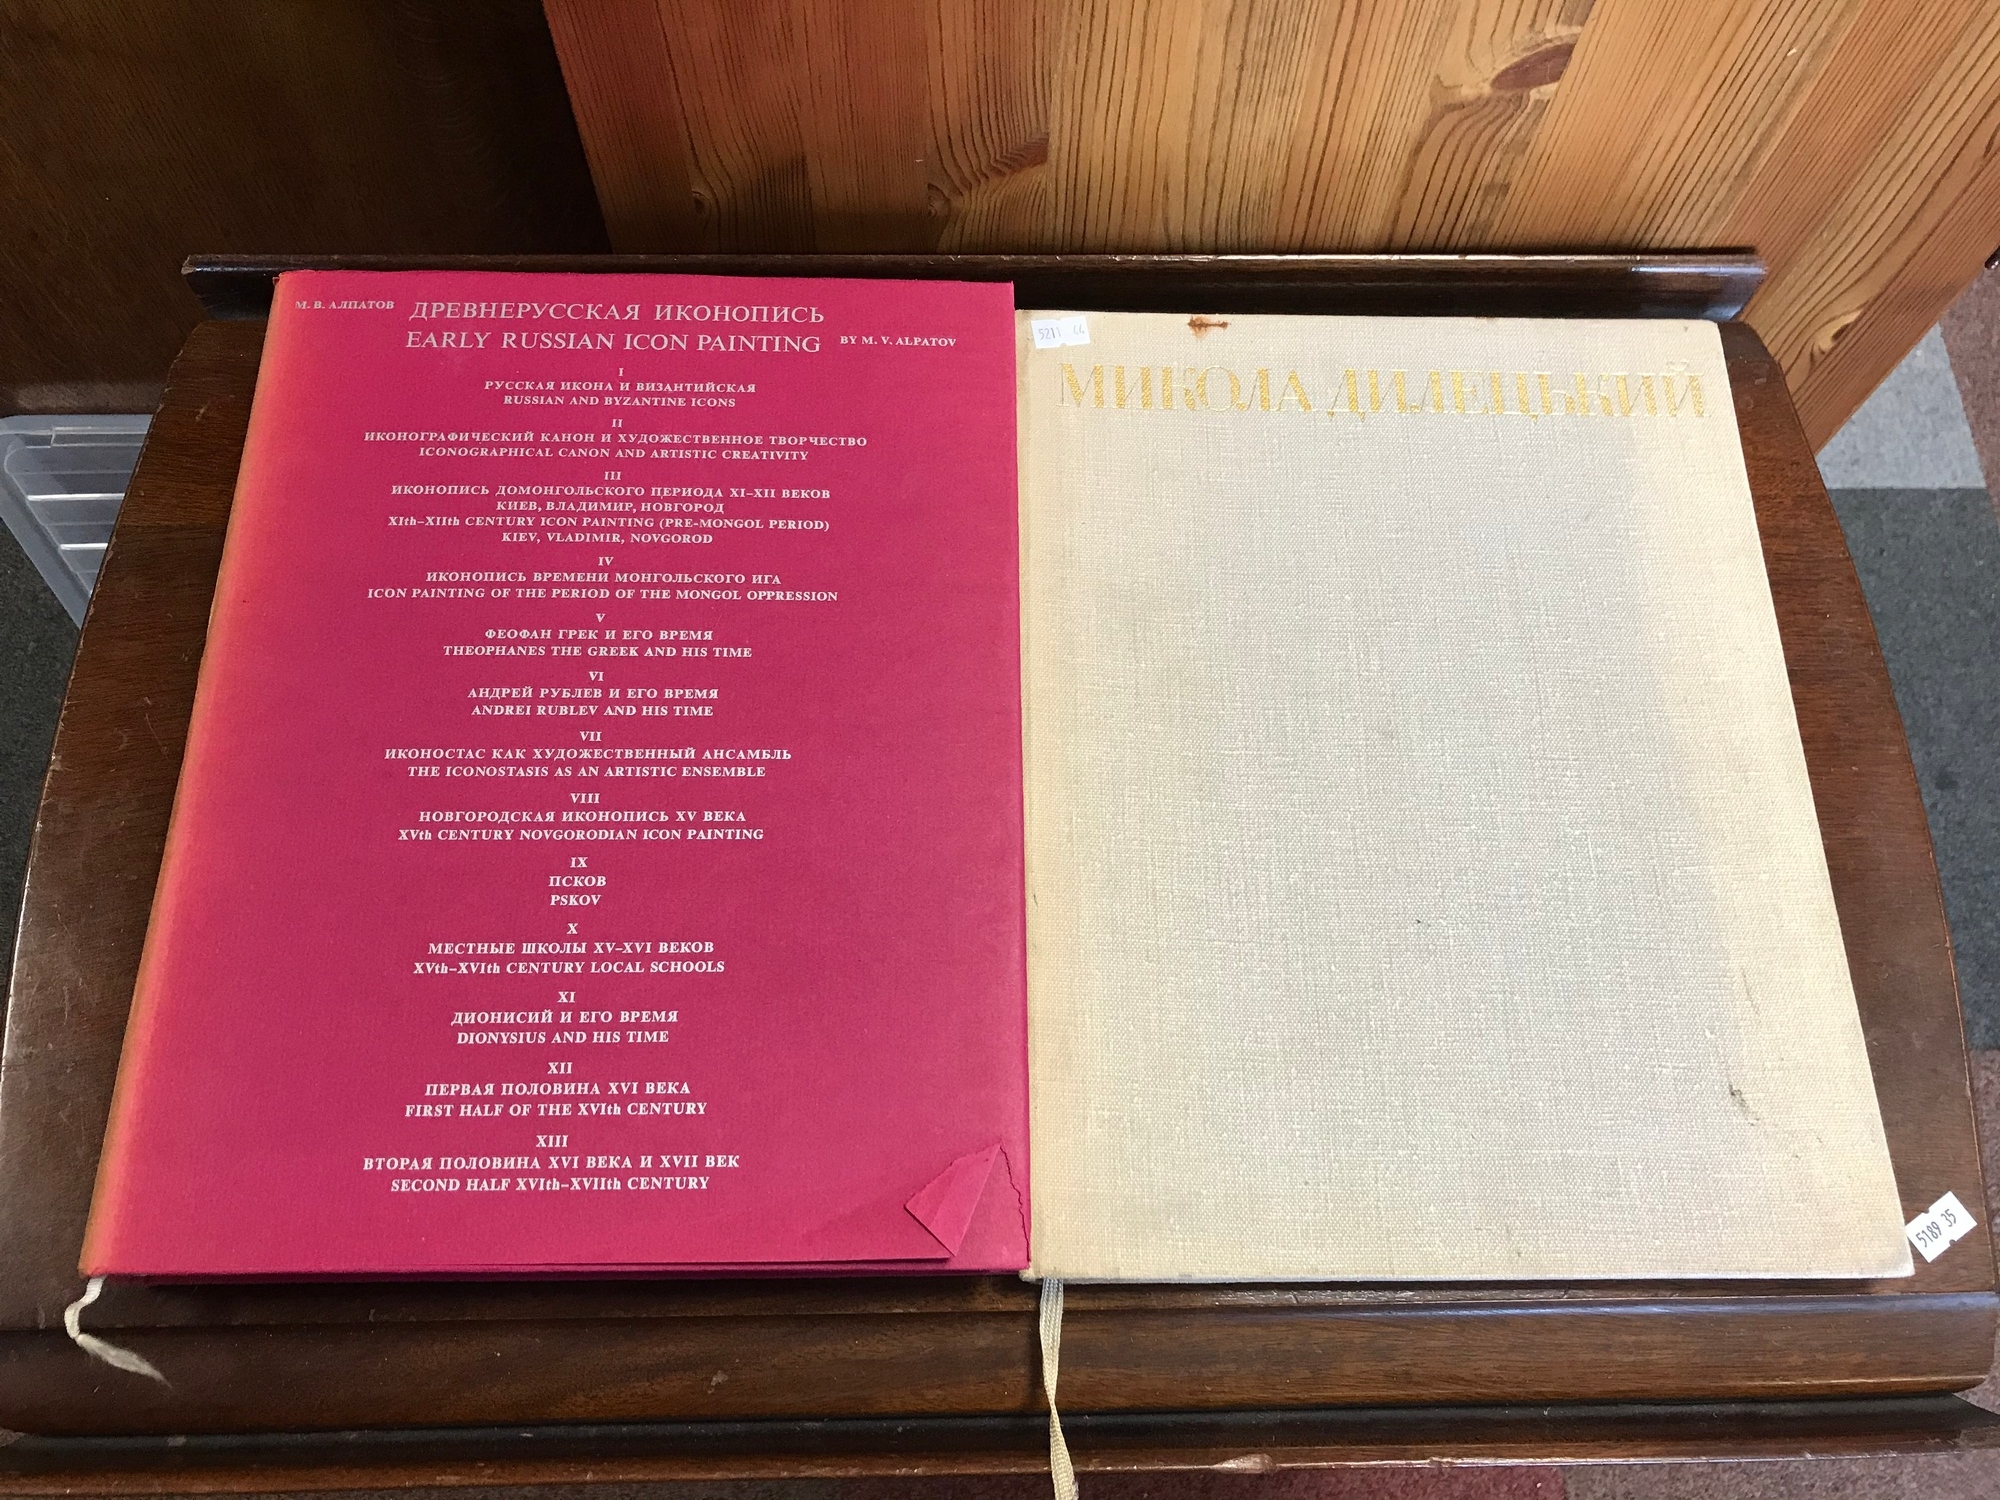 М. В. АЛПАТОВ ДРЕВНЕРУССКАЯ ИКОНОПИСЬ
EARLY RUSSIAN ICON PAINTING BY M. V. ALPATOV
I
РУССКАЯ ИКОНА И ВИЗАНТИЙСКАЯ
RUSSIAN AND BYZANTINE ICONS
II
ИКОНОГРАФИЧЕСКИЙ КАНОН И ХУДОЖЕСТВЕННОЕ ТВОРЧЕСТВО
ICONOGRAPHICAL CANON AND ARTISTIC CREATIVITY
III
ИКОНОПИСЬ ДОМОНГОЛЬСКОГО ПЕРИОДА XI–XII ВЕКОВ
КИЕВ, ВЛАДИМИР, НОВГОРОД
XIth–XIIth CENTURY ICON PAINTING (PRE-MONGOL PERIOD)
KIEV, VLADIMIR, NOVGOROD
IV
ИКОНОПИСЬ ВРЕМЕНИ МОНГОЛЬСКОГО ИГА
ICON PAINTING OF THE PERIOD OF THE MONGOL OPPRESSION
V
ФЕОФАН ГРЕК И ЕГО ВРЕМЯ
THEOPHANES THE GREEK AND HIS TIME
VI
АНДРЕЙ РУБЛЕВ И ЕГО ВРЕМЯ
ANDREI RUBLEV AND HIS TIME
VII
ИКОНОСТАС КАК ХУДОЖЕСТВЕННЫЙ АНСАМБЛЬ
THE ICONOSTASIS AS AN ARTISTIC ENSEMBLE
VIII
НОВГОРОДСКАЯ ИКОНОПИСЬ XV ВЕКА
XVth CENTURY NOVGORODIAN ICON PAINTING
IX
ПСКОВ
PSKOV
X
МЕСТНЫЕ ШКОЛЫ XV–XVI ВЕКОВ
XVth–XVIth CENTURY LOCAL SCHOOLS
XI
ДИОНИСИЙ И ЕГО ВРЕМЯ
DIONYSIUS AND HIS TIME
XII
ПЕРВАЯ ПОЛОВИНА XVI ВЕКА
FIRST HALF OF THE XVIth CENTURY
XIII
ВТОРАЯ ПОЛОВИНА XVI ВЕКА И XVII ВЕК
SECOND HALF XVIth–XVIIth CENTURY
5211 44
МИКОЛА ДИЛЕЦЬКИЙ
5189 35